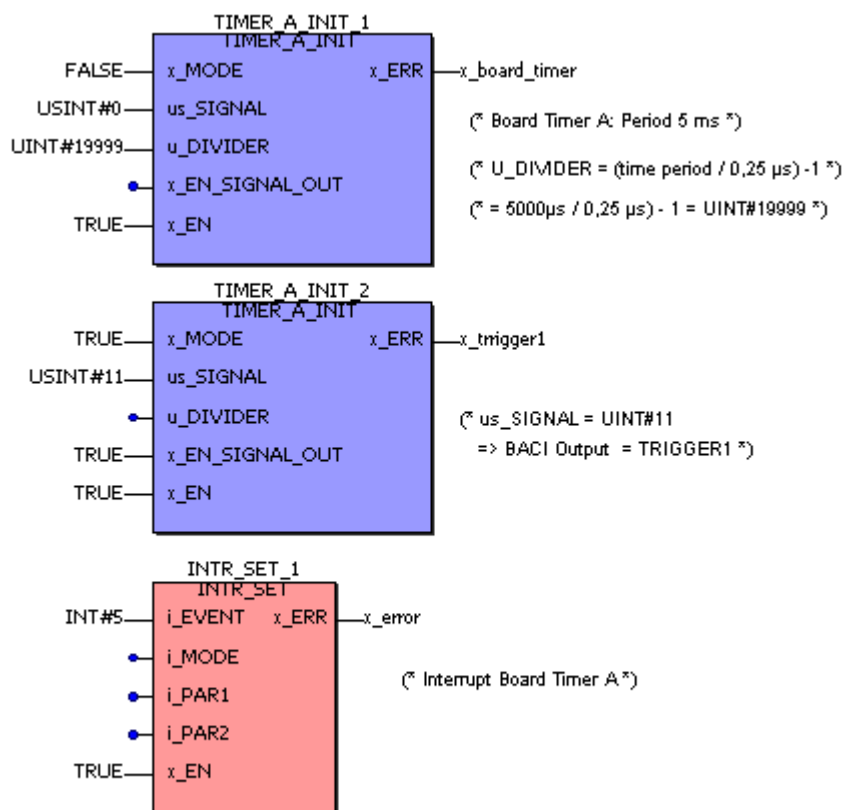 TIMER_A_INIT_1
TIMER_A_INIT
FALSE x_MODE x_ERR x_board_timer
USINT#0 us_SIGNAL
(* Board Timer A: Period 5 ms *)
UINT#19999 u_DIVIDER
(* U_DIVIDER = (time period / 0,25 µs) -1 *)
x_EN_SIGNAL_OUT
(* = 5000µs / 0,25 µs) - 1 = UINT#19999 *)
TRUE x_EN
TIMER_A_INIT_2
TIMER_A_INIT
TRUE x_MODE x_ERR x_trrigger1
USINT#11 us_SIGNAL
u_DIVIDER (* us_SIGNAL = UINT#11
=> BACI Output = TRIGGER1 *)
TRUE x_EN_SIGNAL_OUT
TRUE x_EN
INTR_SET_1
INTR_SET
INT#5 i_EVENT x_ERR x_error
i_MODE
(* Interrupt Board Timer A*)
i_PAR1
i_PAR2
TRUE x_EN